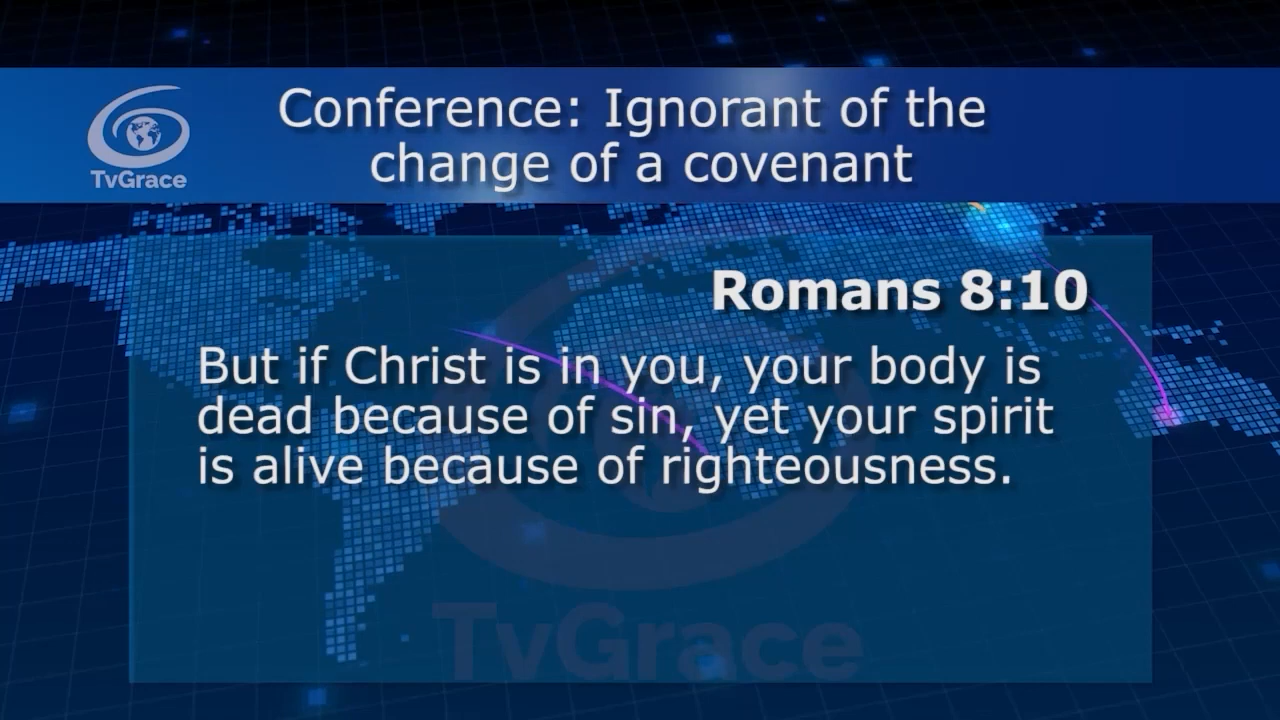 Conference: Ignorant of the
change of a covenant
TvGrace
Romans 8:10
But if Christ is in you, your body is
dead because of sin, yet your spirit
is alive because of righteousness.
TvGrace